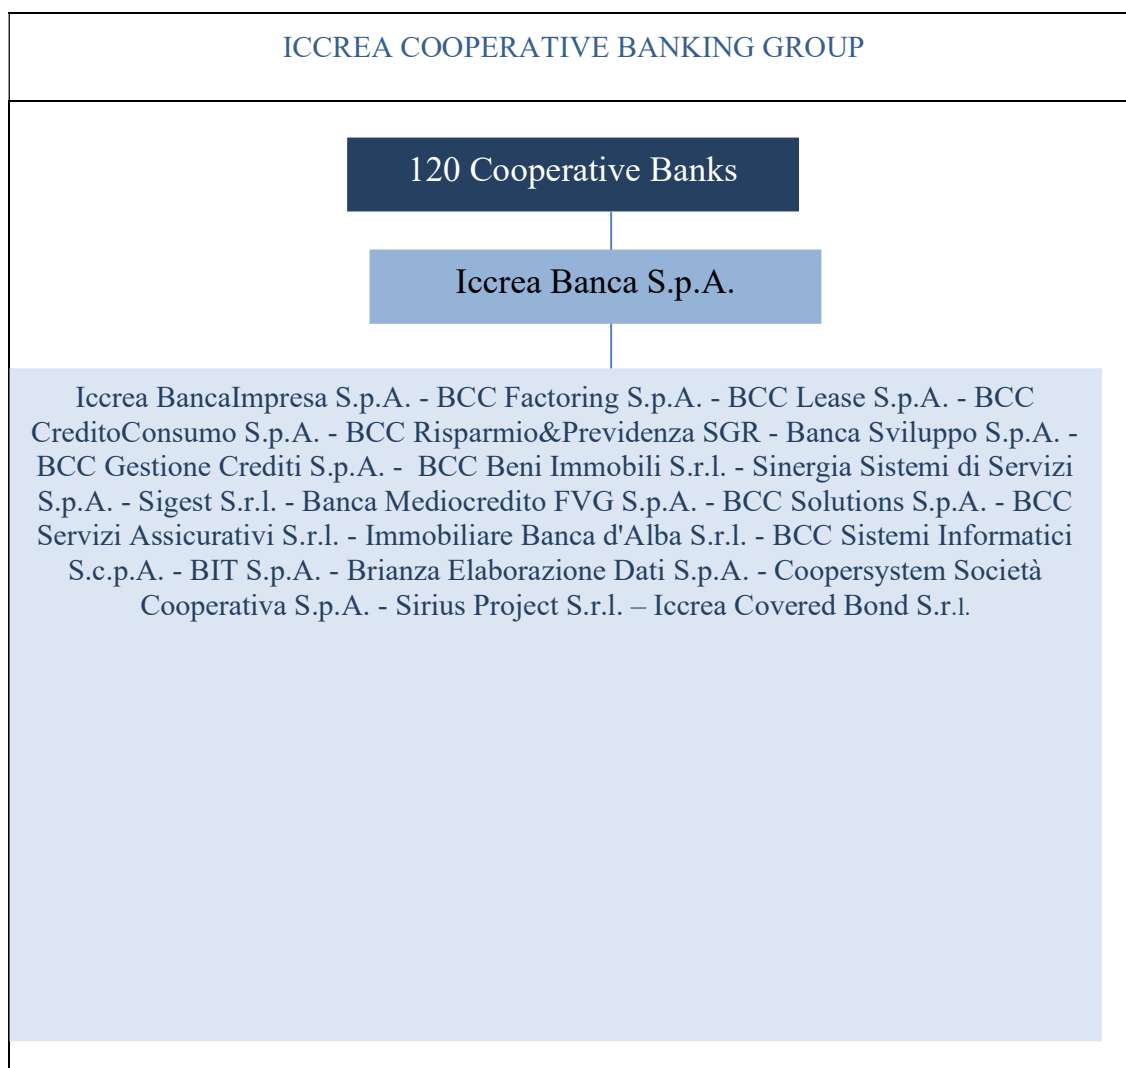 ICCREA COOPERATIVE BANKING GROUP
120 Cooperative Banks
Iccrea Banca S.p.A.
Iccrea BancaImpresa S.p.A. - BCC Factoring S.p.A. - BCC Lease S.p.A. - BCC
CreditoConsumo S.p.A. - BCC Risparmio&Previdenza SGR - Banca Sviluppo S.p.A. -
BCC Gestione Crediti S.p.A. -  BCC Beni Immobili S.r.l. - Sinergia Sistemi di Servizi
S.p.A. - Sigest S.r.l. - Banca Mediocredito FVG S.p.A. - BCC Solutions S.p.A. - BCC
Servizi Assicurativi S.r.l. - Immobiliare Banca d'Alba S.r.l. - BCC Sistemi Informatici
S.c.p.A. - BIT S.p.A. - Brianza Elaborazione Dati S.p.A. - Coopersystem Società
Cooperativa S.p.A. - Sirius Project S.r.l. – Iccrea Covered Bond S.r.l.